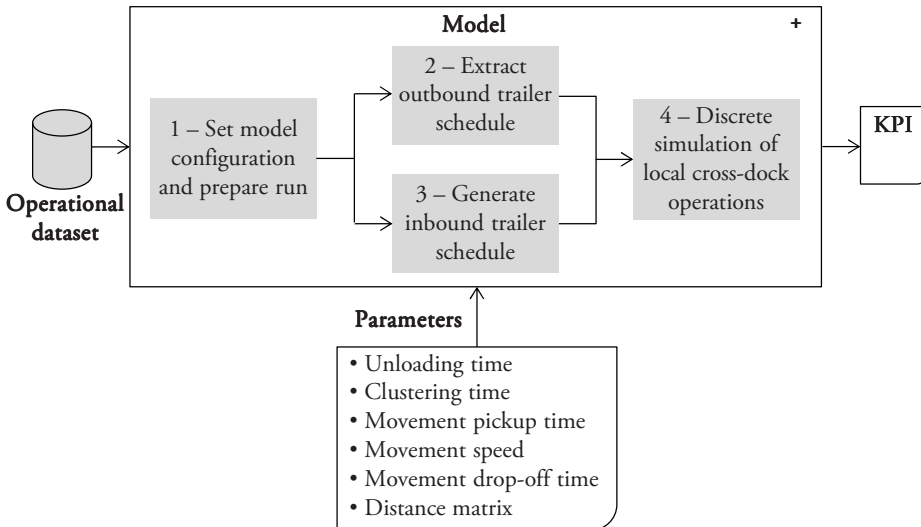 Model
+
Operational
dataset
1 – Set model
configuration
and prepare run
2 – Extract
outbound trailer
schedule
3 – Generate
inbound trailer
schedule
4 – Discrete
simulation of
local cross-dock
operations
KPI
Parameters
• Unloading time
• Clustering time
• Movement pickup time
• Movement speed
• Movement drop-off time
• Distance matrix